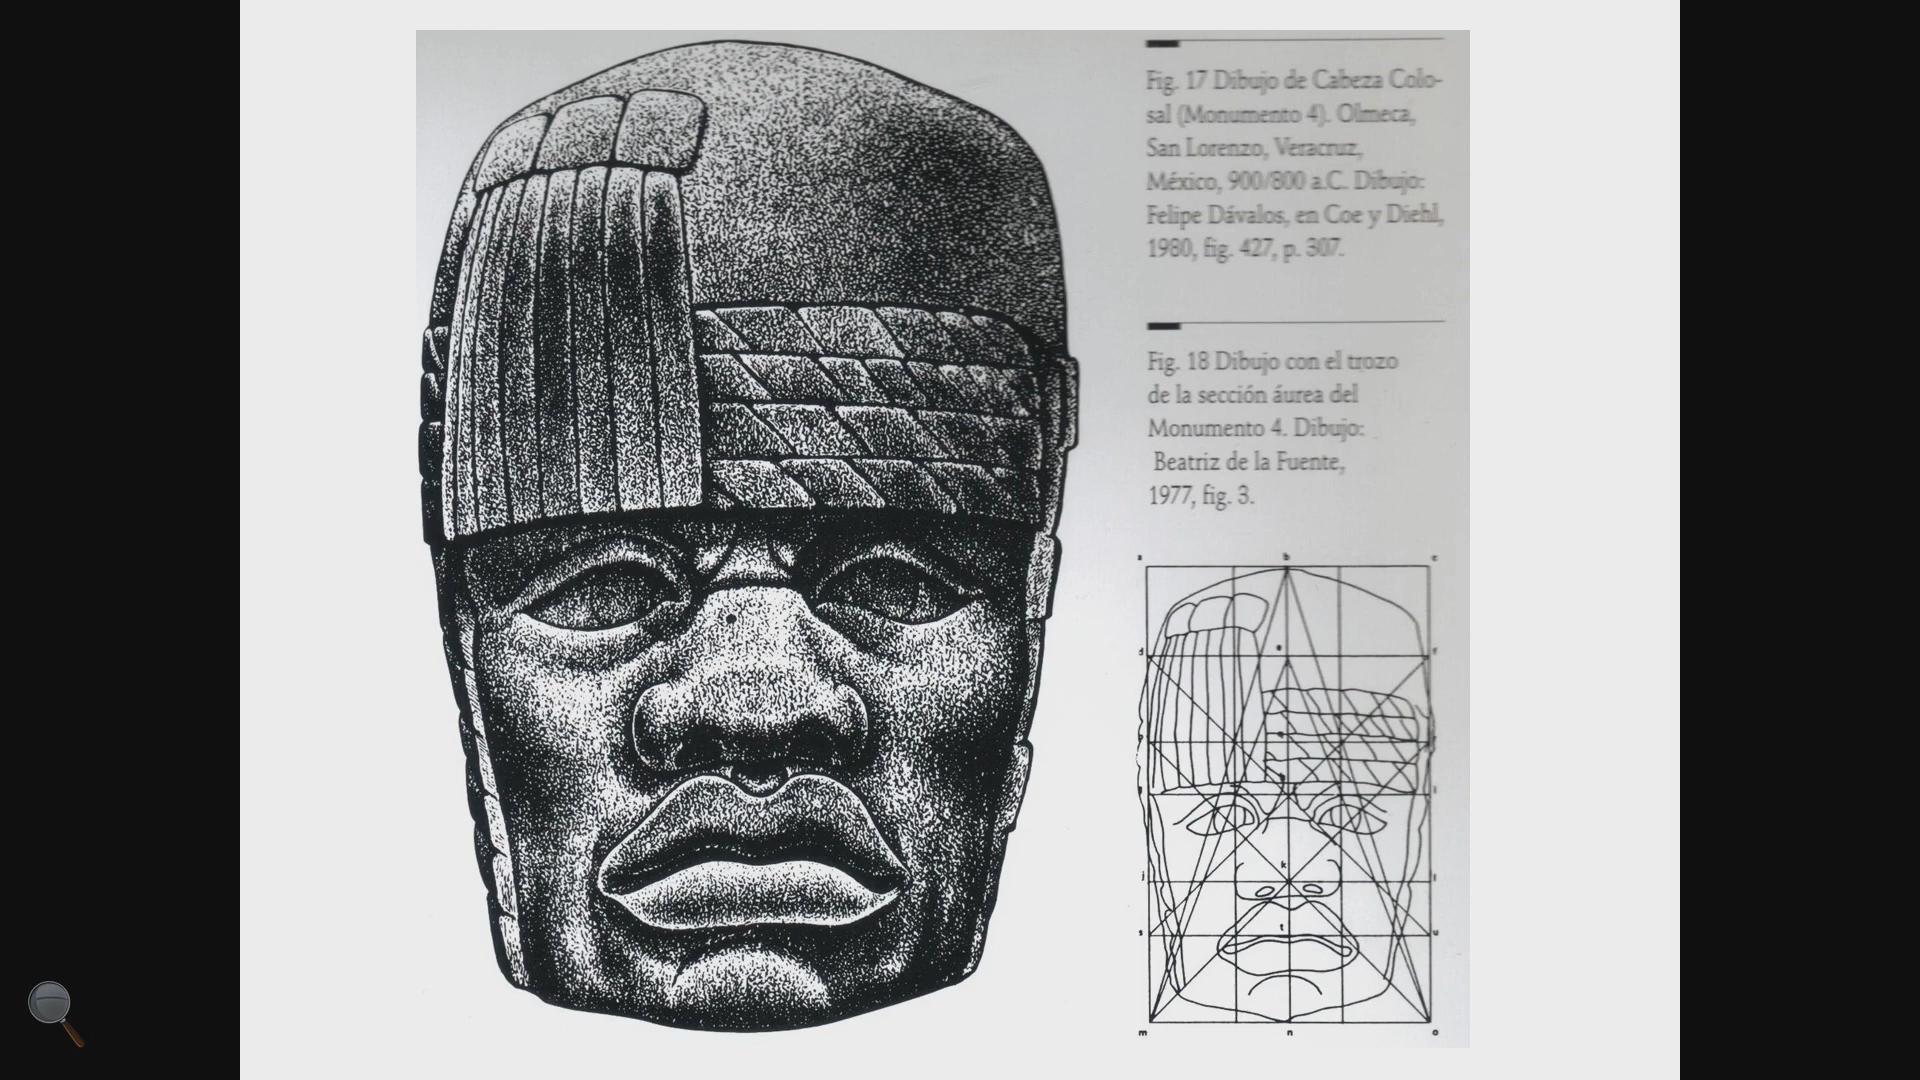 Fig. 17 Dibujo de Cabeza Colo-
sal (Monumento 4). Olmeca,
San Lorenzo, Veracruz,
México, 900/800 a.C. Dibujo:
Felipe Dávalos, en Coe y Diehl,
1980, fig. 427, p. 307.
Fig. 18 Dibujo con el trozo
de la sección áurea del
Monumento 4. Dibujo:
Beatriz de la Fuente,
1977, fig. 3.
a b c
d e f
k
j l
t
s u
m n o